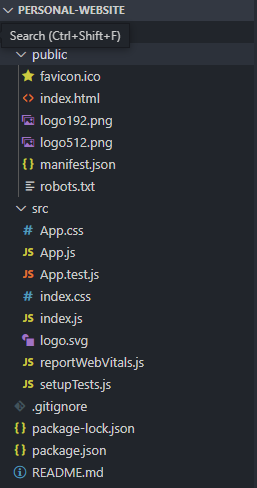 PERSONAL-WEBSITE
Search (Ctrl+Shift+F)
public
favicon.ico
index.html
logo192.png
logo512.png
manifest.json
robots.txt
src
App.css
App.js
App.test.js
index.css
index.js
logo.svg
reportWebVitals.js
setupTests.js
.gitignore
package-lock.json
package.json
README.md